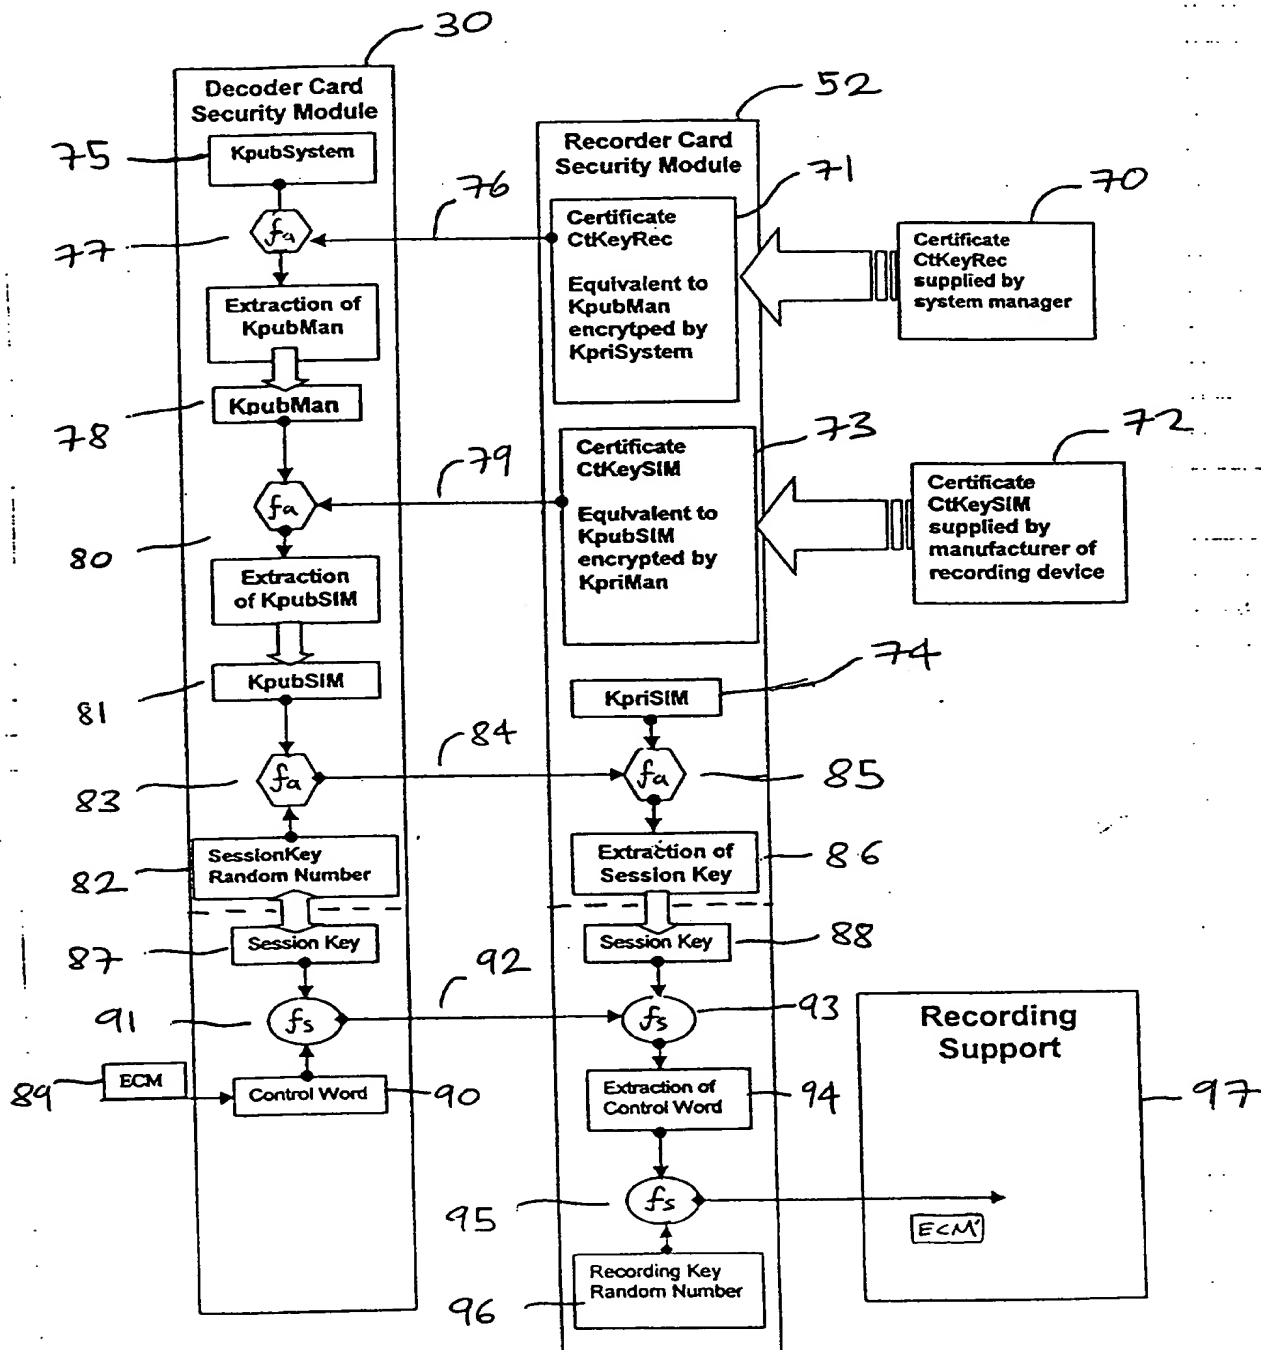 30
Decoder Card
Security Module
75
KpubSystem
fa
77
Extraction of
KpubMan
78
KpubMan
fa
80
Extraction
of KpubSIM
81
KpubSIM
83
fa
82
SessionKey
Random Number
87
Session Key
91
fs
89
ECM
Control Word
90
52
Recorder Card
Security Module
76
71
Certificate
CtKeyRec
Equivalent to
KpubMan
encrytped by
KpriSystem
70
Certificate
CtKeyRec
supplied by
system manager
79
73
Certificate
CtKeySIM
Equivalent to
KpubSIM
encrypted by
KpriMan
72
Certificate
CtKeySIM
supplied by
manufacturer of
recording device
74
KpriSIM
84
fa
85
Extraction of
Session Key
86
Session Key
88
92
fs
93
Extraction of
Control Word
94
95
fs
Recording Key
Random Number
96
Recording
Support
97
ECM'